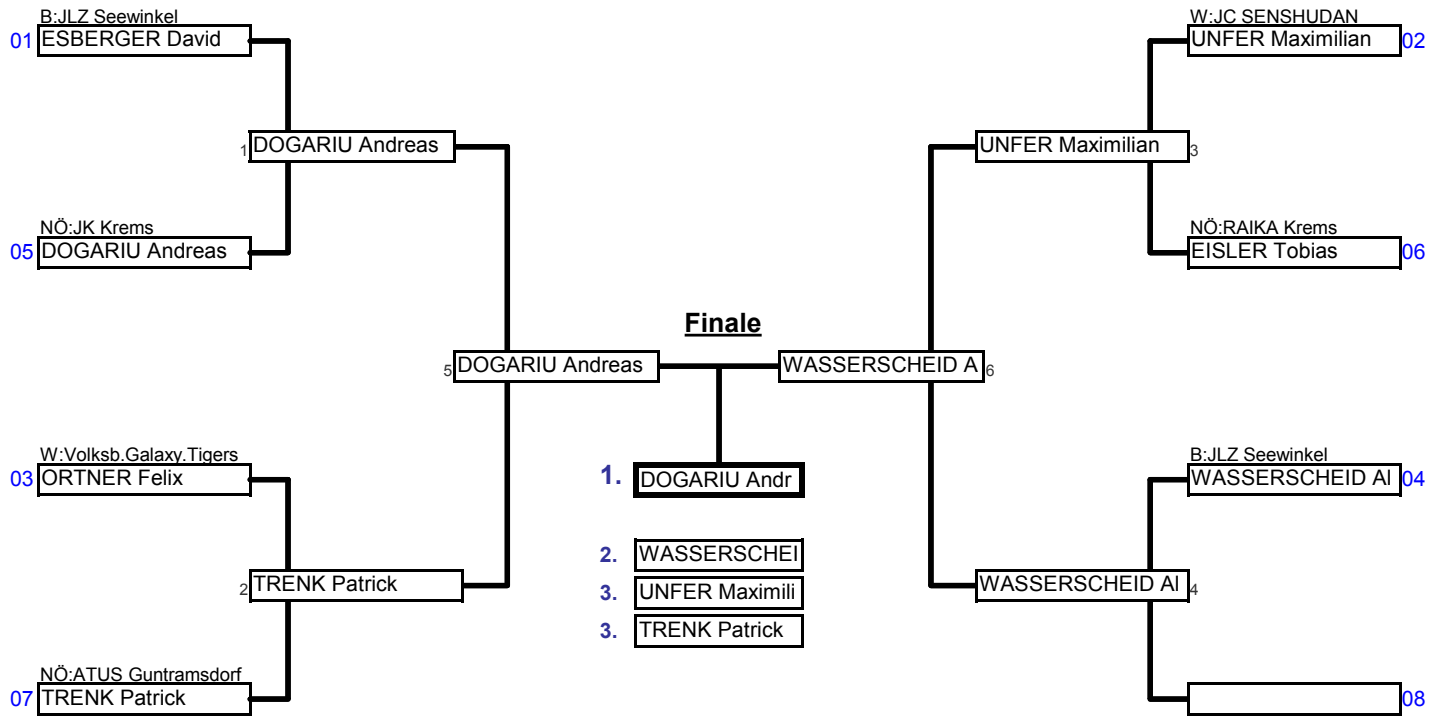 B:JLZ Seewinkel
01 ESBERGER David
W:JC SENSHUDAN
UNFER Maximilian 02
1 DOGARIU Andreas
UNFER Maximilian 3
NÖ:JK Krems
05 DOGARIU Andreas
NÖ:RAIKA Krems
EISLER Tobias 06
Finale
5 DOGARIU Andreas
WASSERSCHEID A 6
W:Volksb.Galaxy.Tigers
03 ORTNER Felix
1. DOGARIU Andr
B:JLZ Seewinkel
WASSERSCHEID Al 04
2. WASSERSCHEI
3. UNFER Maximili
3. TRENK Patrick
2 TRENK Patrick
WASSERSCHEID Al 4
NÖ:ATUS Guntramsdorf
07 TRENK Patrick
08